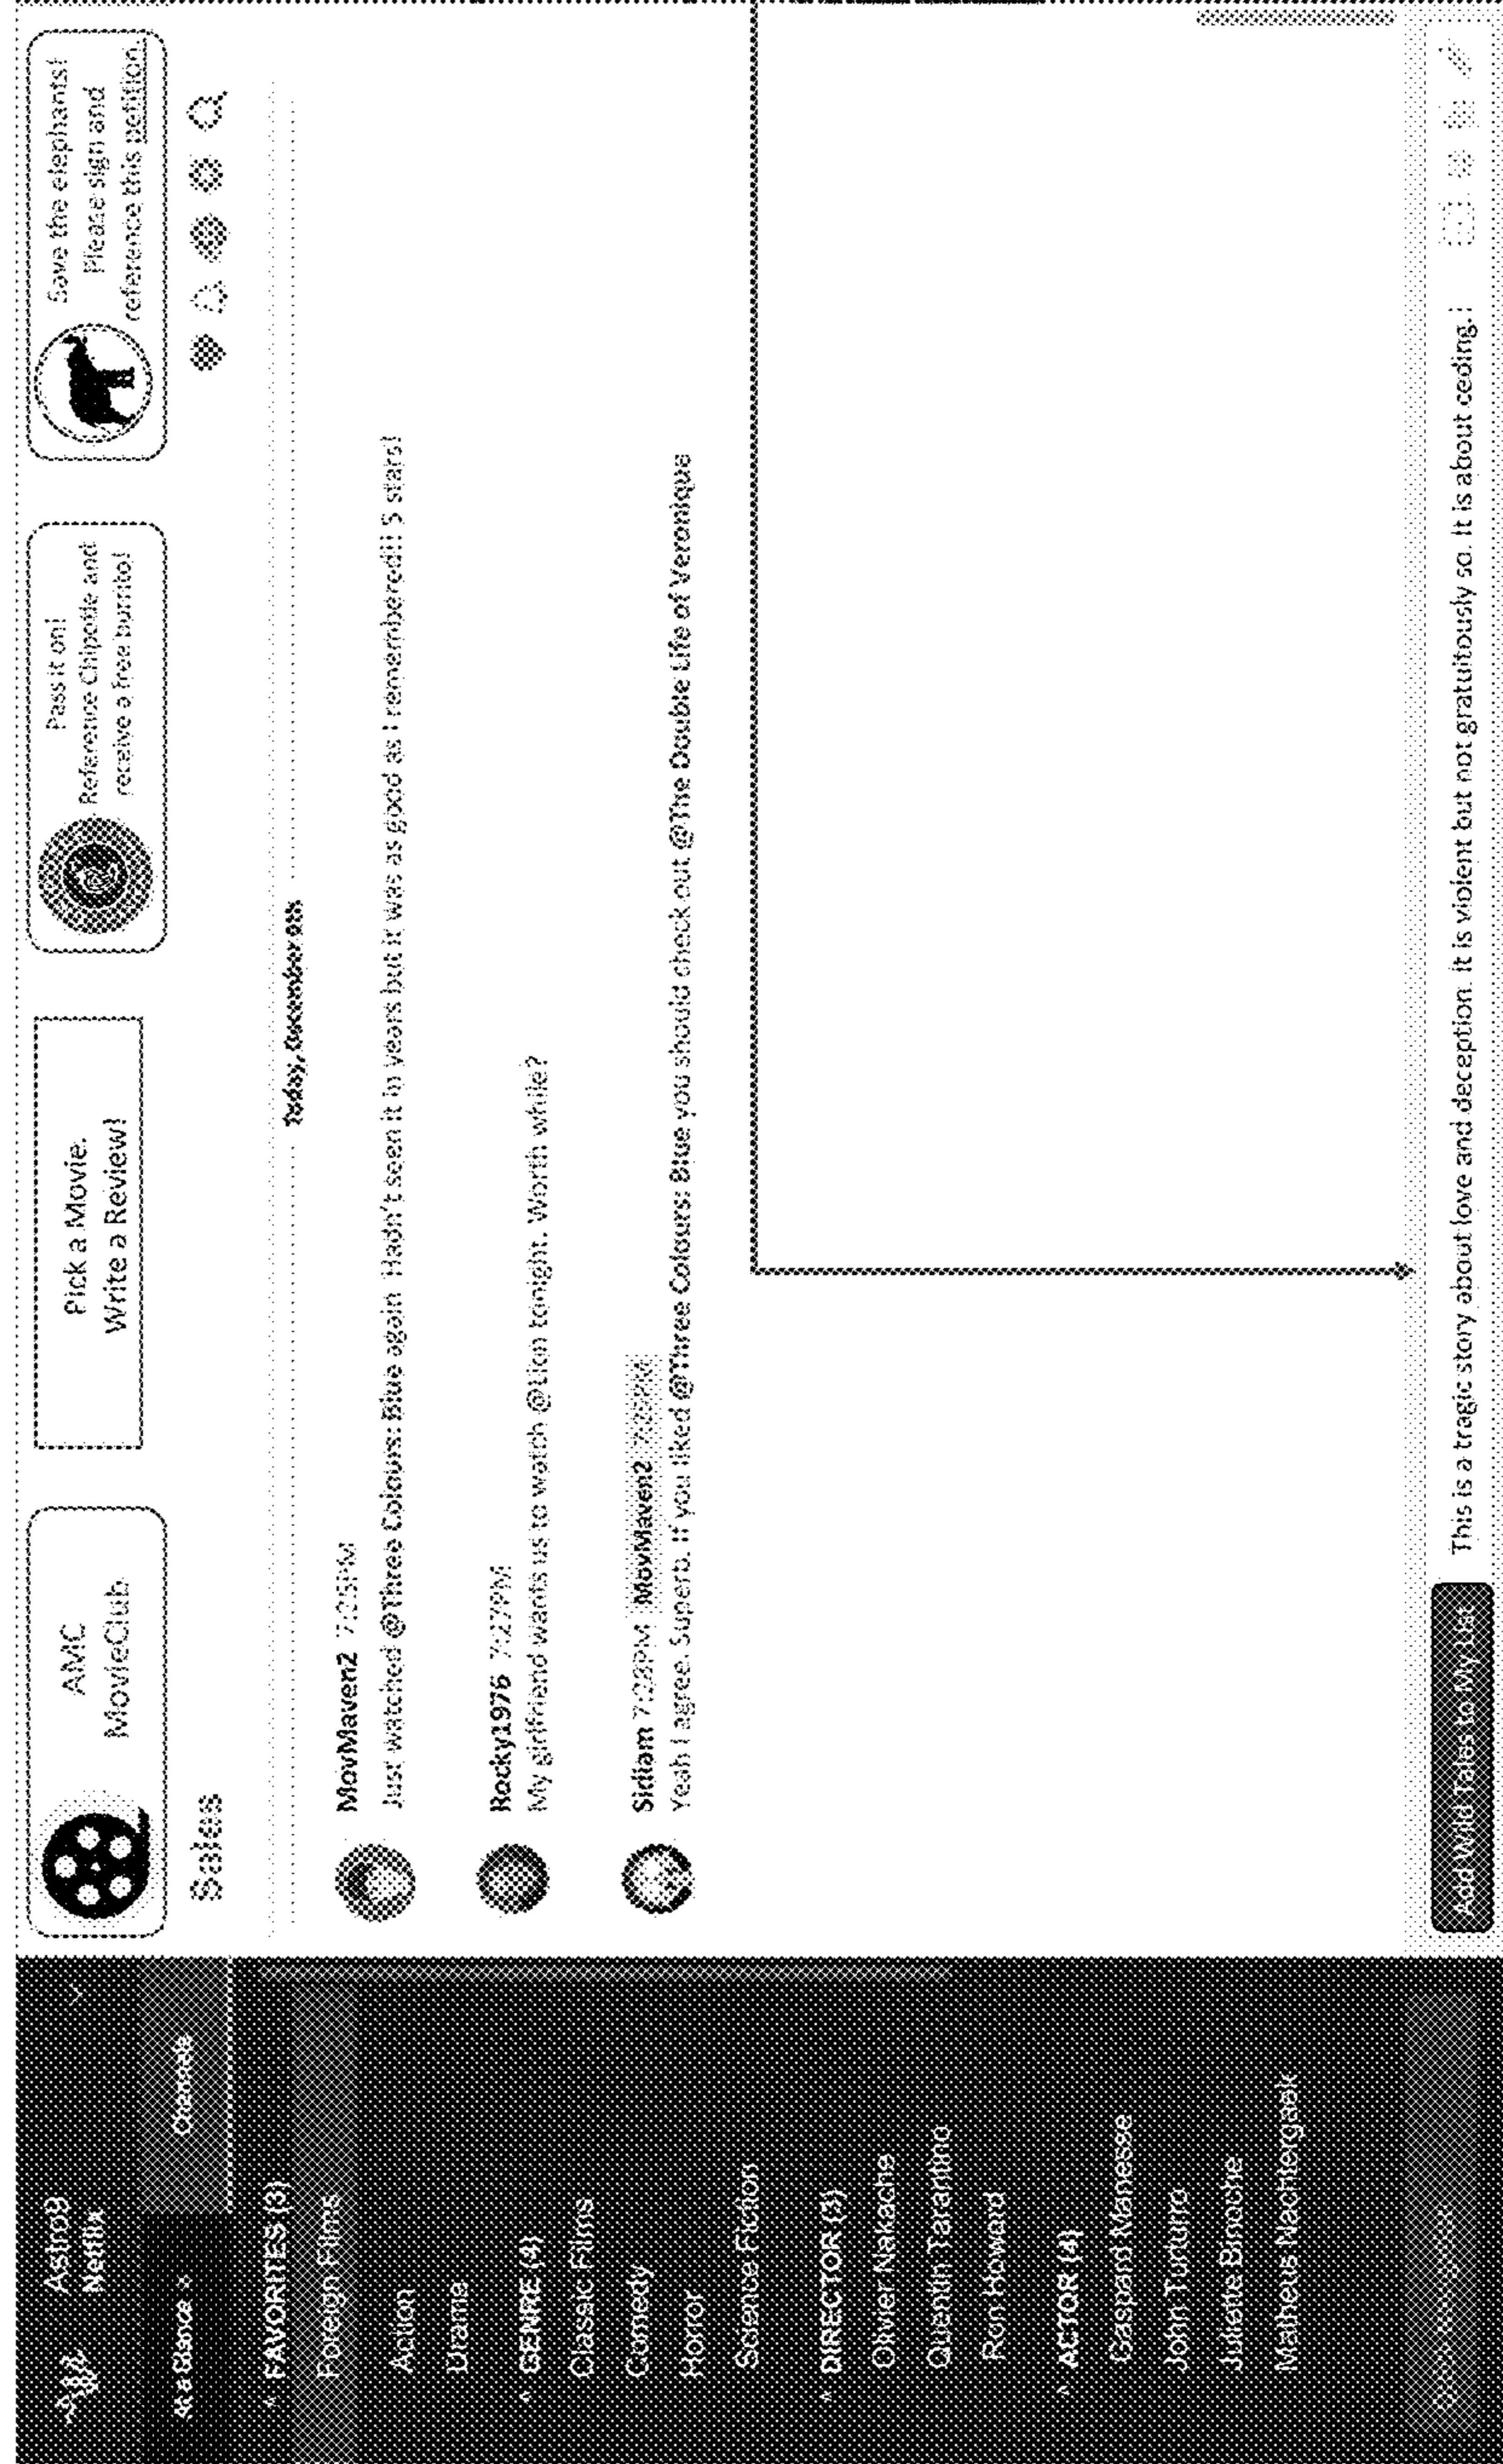 Astro9
Netflix
At a Glance
Channels
^ FAVORITES (3)
Foreign Films
Action
Drama
^ GENRE (4)
Classic Films
Comedy
Horror
Science Fiction
^ DIRECTOR (3)
Olivier Nakache
Quentin Tarantino
Ron Howard
^ ACTOR (4)
Gaspard Manesse
John Turturro
Juliette Binoche
Matheus Nachtergaele
AMC
MovieClub
Pick a Movie.
Write a Review!
Pass it on!
Reference Chipotle and
receive a free burrito!
Save the elephants!
Please sign and
reference this petition.
Sales
Today, December 9th
MovMaven2 7:25PM
Just watched @Three Colours: Blue again. Hadn't seen it in years but it was as good as I remembered!! 5 stars!
Rocky1976 7:27PM
My girlfriend wants us to watch @Lion tonight. Worth while?
Sidiam 7:28PM MovMaven2 7:25PM
Yeah I agree. Superb. If you liked @Three Colours: Blue you should check out @The Double Life of Veronique
Add Wild Tales to My List
This is a tragic story about love and deception. It is violent but not gratuitously so. It is about ceding.